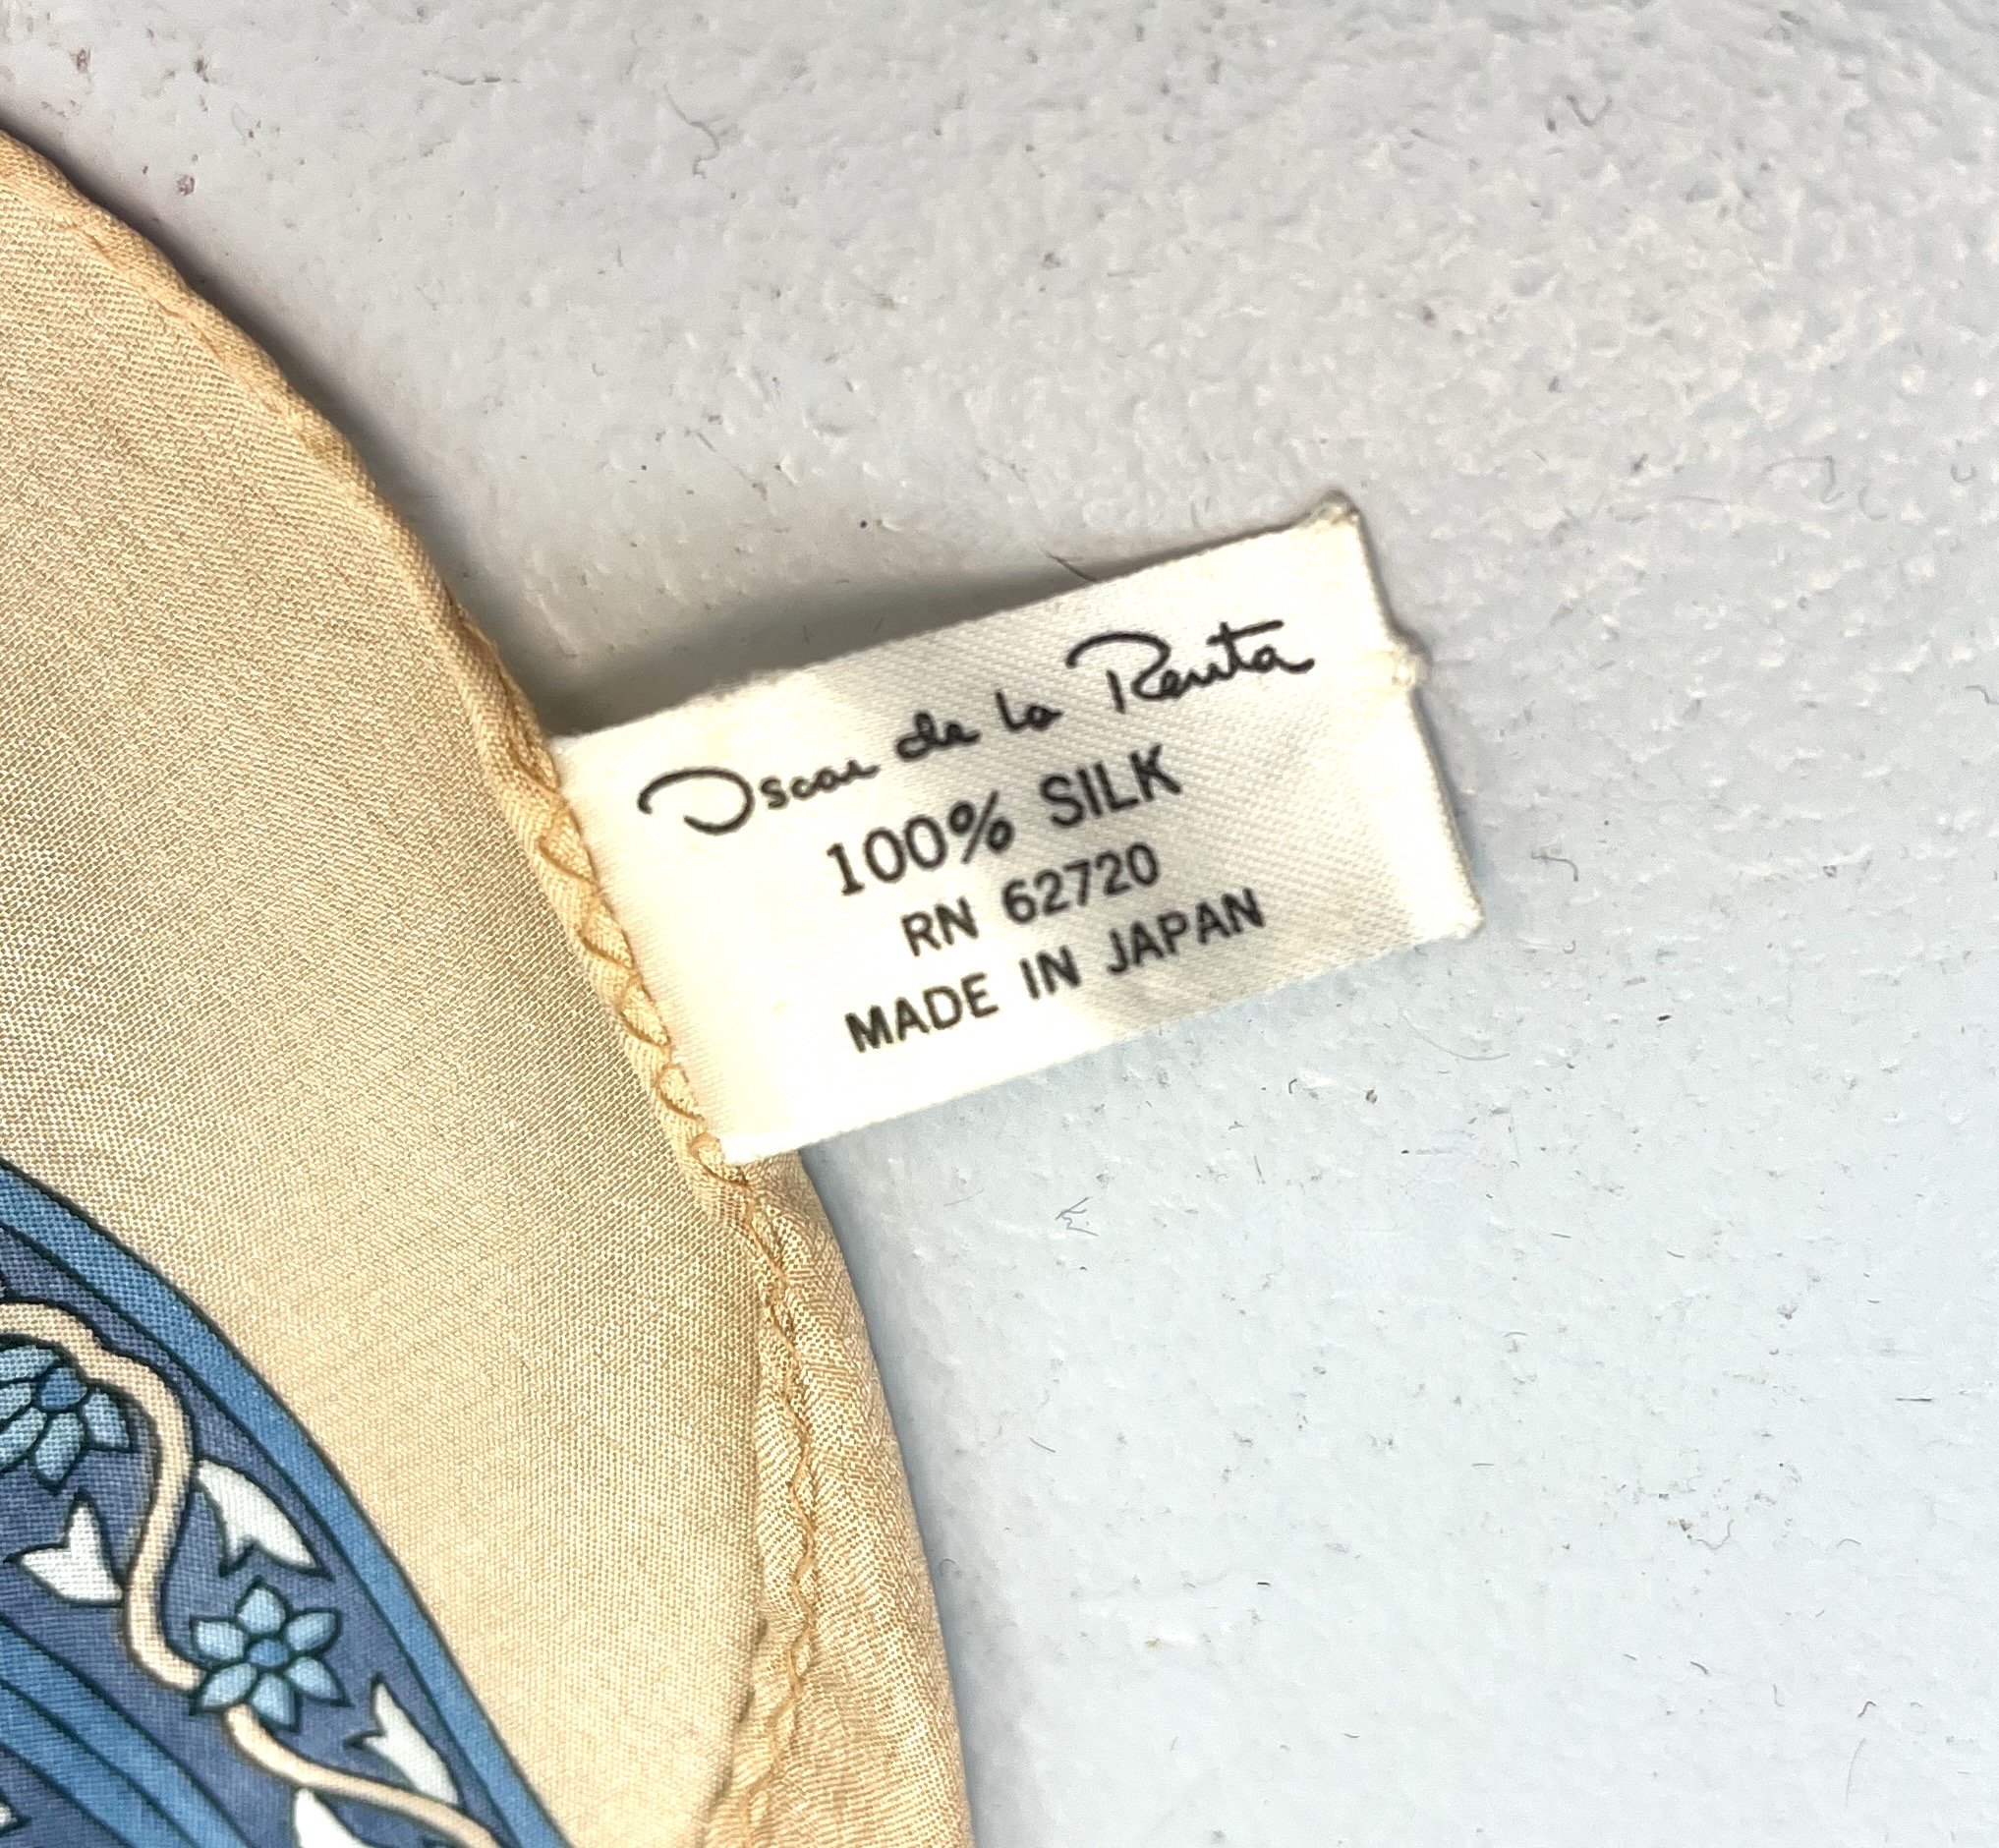 Oscar de la Renta
100% SILK
RN 62720
MADE IN JAPAN